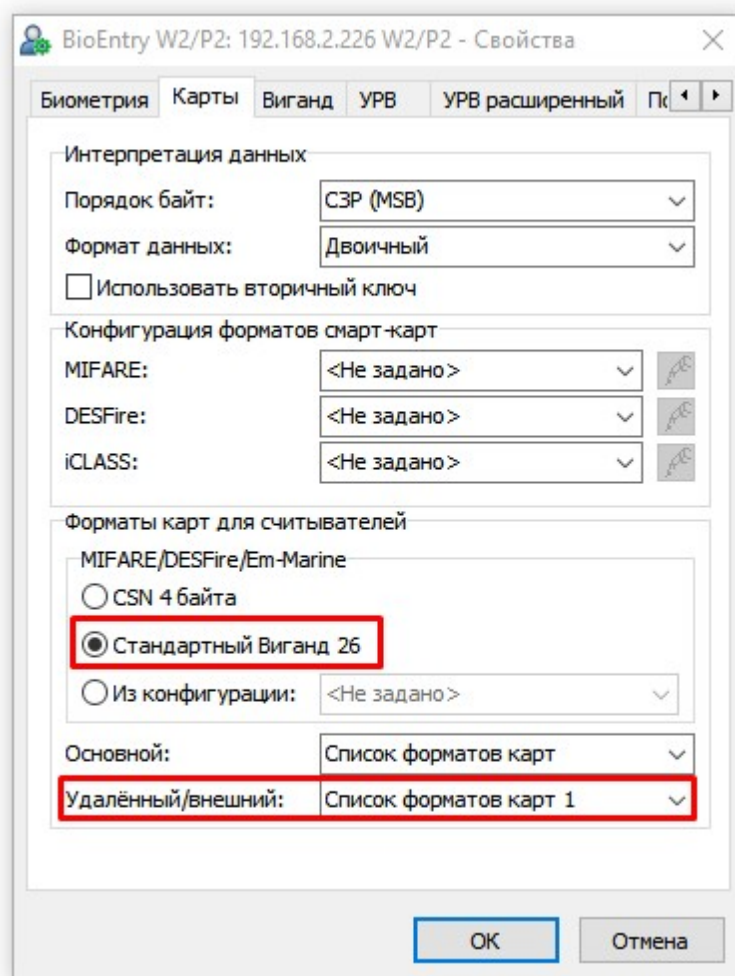 BioEntry W2/P2: 192.168.2.226 W2/P2 - Свойства
Биометрия Карты Виганд УРВ УРВ расширенный
Интерпретация данных
Порядок байт: СЗР (MSB)
Формат данных: Двоичный
Использовать вторичный ключ
Конфигурация форматов смарт-карт
MIFARE: <Не задано>
DESFire: <Не задано>
iCLASS: <Не задано>
Форматы карт для считывателей
MIFARE/DESFire/Em-Marine
CSN 4 байта
Стандартный Виганд 26
Из конфигурации: <Не задано>
Основной: Список форматов карт
Удалённый/внешний: Список форматов карт 1
ОК Отмена